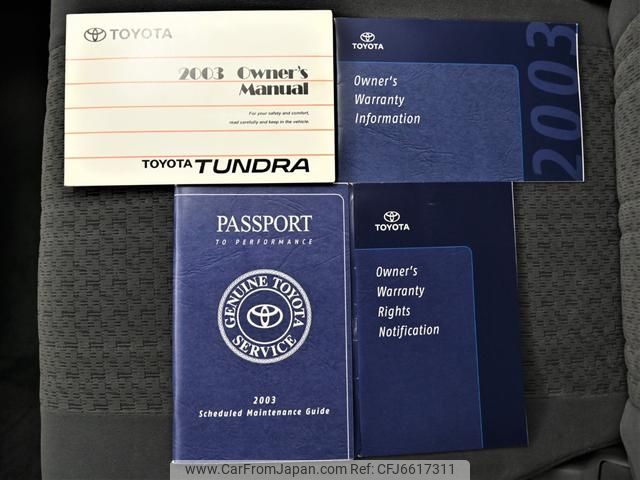 TOYOTA
2003 Owner's
Manual
For your safety and comfort,
read carefully and keep in the vehicle.
TOYOTA TUNDRA
TOYOTA
Owner's
Warranty
Information
2003
PASSPORT
TO PERFORMANCE
GENUINE TOYOTA
SERVICE
2003
Scheduled Maintenance Guide
TOYOTA
Owner's
Warranty
Rights
Notification
www.CarFromJapan.com - Ref:CFJ6617311